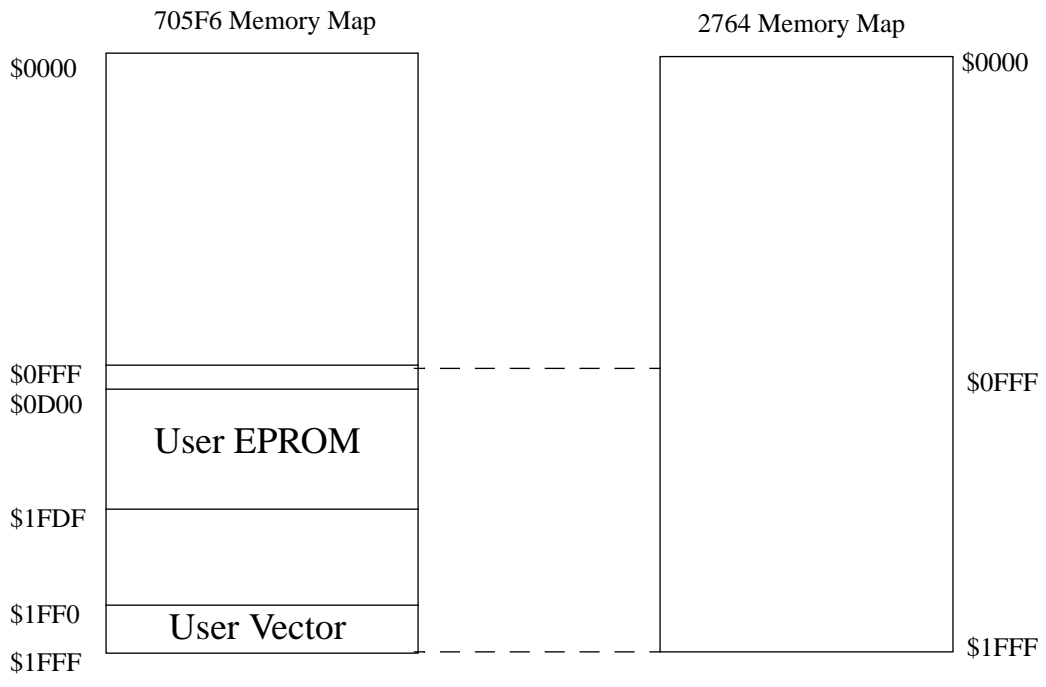 705F6 Memory Map
2764 Memory Map
$0000
$0000
$0FFF
$0FFF
$0D00
User EPROM
$1FDF
$1FF0
User Vector
$1FFF
$1FFF